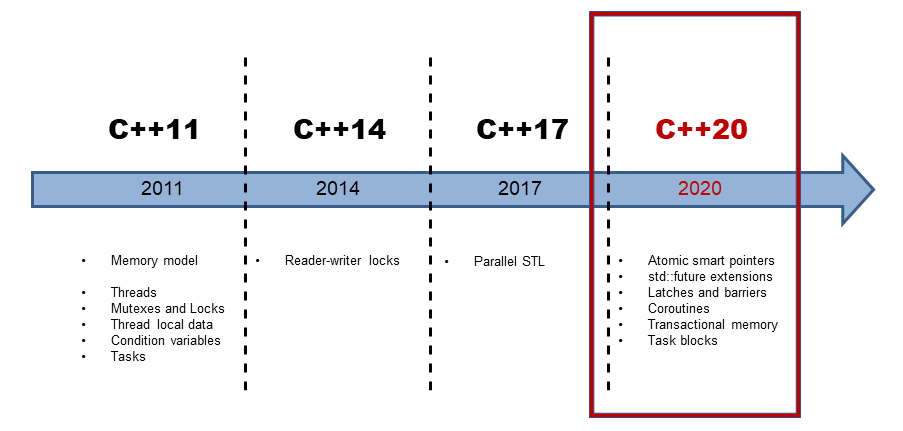 C++11
C++14
C++17
C++20
2011
2014
2017
2020
• Memory model
• Threads
• Mutexes and Locks
• Thread local data
• Condition variables
• Tasks
• Reader-writer locks
• Parallel STL
• Atomic smart pointers
• std::future extensions
• Latches and barriers
• Coroutines
• Transactional memory
• Task blocks